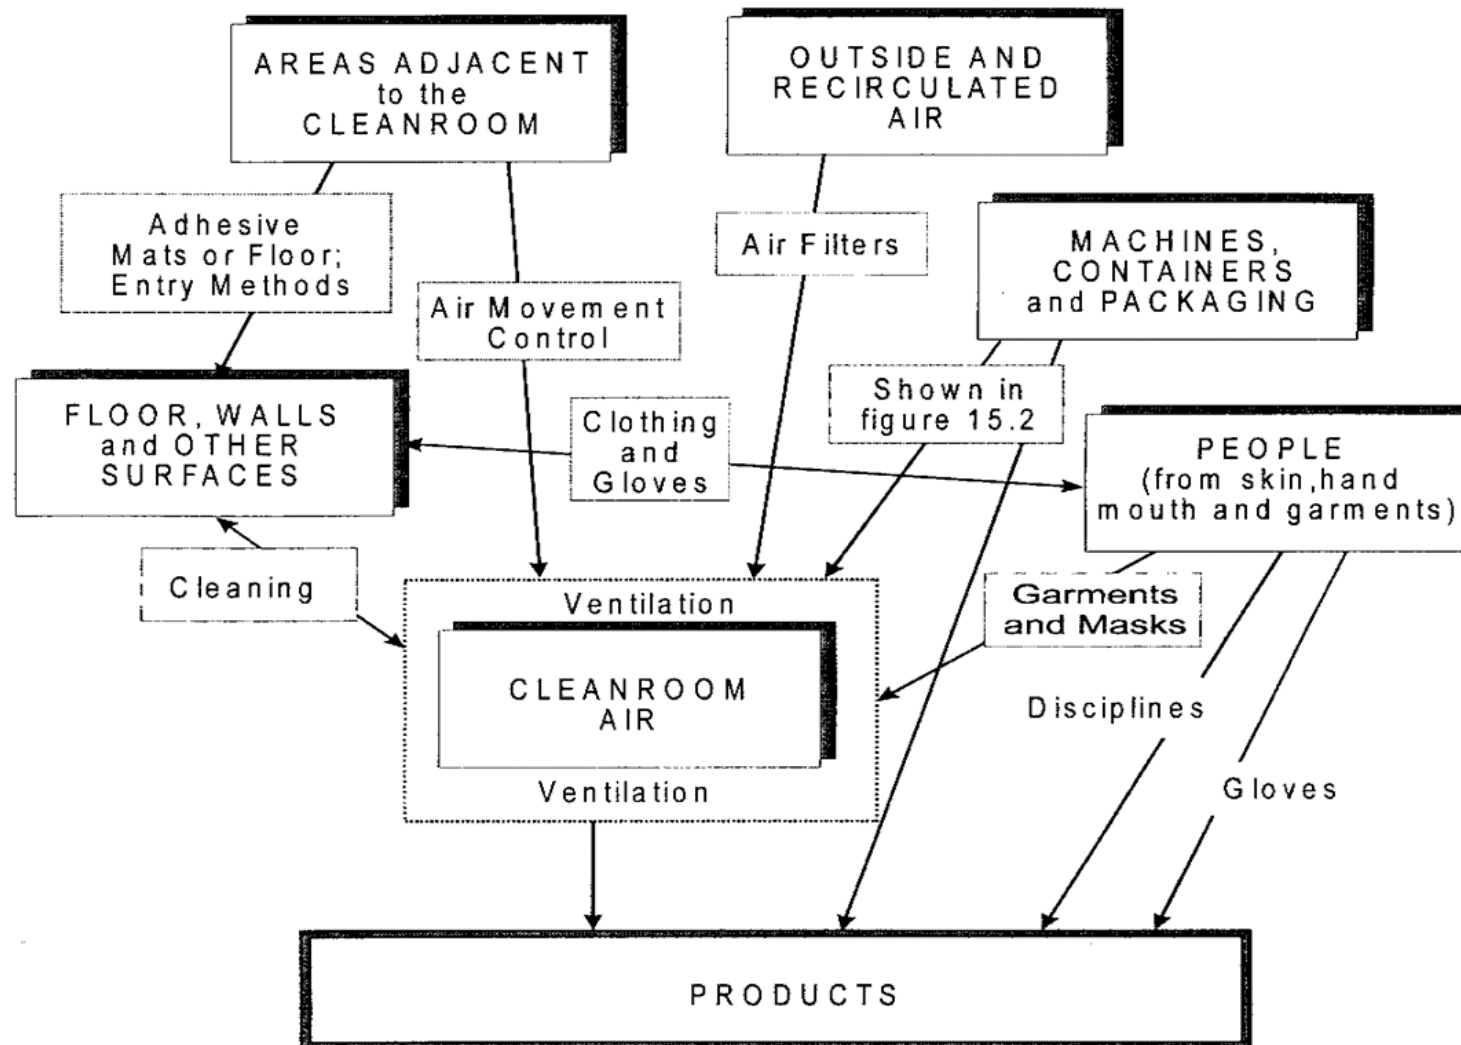 AREAS ADJACENT
to the
CLEANROOM
OUTSIDE AND
RECIRCULATED
AIR
Adhesive
Mats or Floor;
Entry Methods
Air Filters
MACHINES,
CONTAINERS
and PACKAGING
Air Movement
Control
Shown in
figure 15.2
FLOOR, WALLS
and OTHER
SURFACES
Clothing
and
Gloves
PEOPLE
(from skin,hand
mouth and garments)
Cleaning
Ventilation
Garments
and Masks
CLEANROOM
AIR
Disciplines
Ventilation
Gloves
PRODUCTS